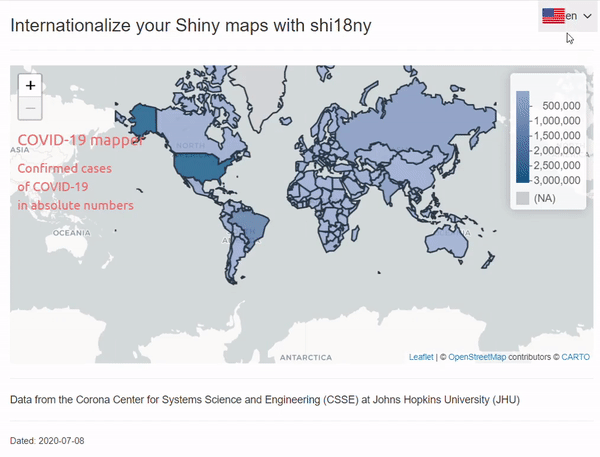 Internationalize your Shiny maps with shi18ny
en
+
−
COVID-19 mapper
Confirmed cases
of COVID-19
in absolute numbers
ASIA
NORTH
OCEANIA
ANTARCTICA
500,000
1,000,000
1,500,000
2,000,000
2,500,000
3,000,000
(NA)
Leaflet | © OpenStreetMap contributors © CARTO
Data from the Corona Center for Systems Science and Engineering (CSSE) at Johns Hopkins University (JHU)
Dated: 2020-07-08